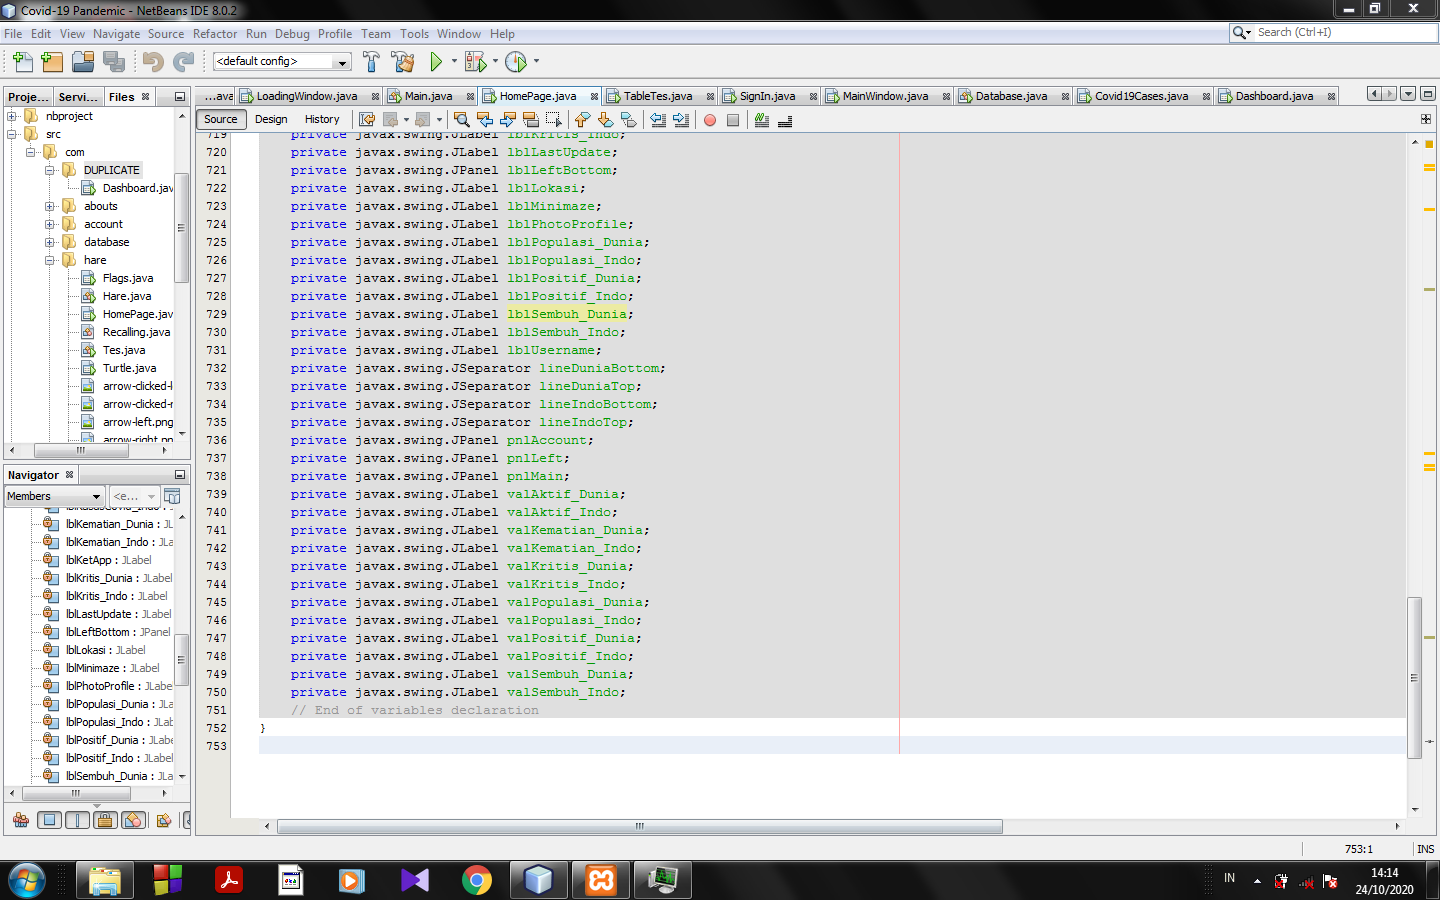 Covid-19 Pandemic - NetBeans IDE 8.0.2
File Edit View Navigate Source Refactor Run Debug Profile Team Tools Window Help
Search (Ctrl+I)
<default config>
Proje... Servi... Files
...ava LoadingWindow.java Main.java HomePage.java TableTes.java SignIn.java MainWindow.java Database.java Covid19Cases.java Dashboard.java
Source Design History
nbproject
src
com
DUPLICATE
Dashboard.jav
abouts
account
database
hare
Flags.java
Hare.java
HomePage.jav
Recalling.java
Tes.java
Turtle.java
arrow-clicked-l
arrow-clicked-r
arrow-left.png
arrow-right.pn
Navigator
Members <e...
lblKasusCovid_Indo :
lblKematian_Dunia : JL
lblKematian_Indo : JLa
lblKetApp : JLabel
lblKritis_Dunia : JLabel
lblKritis_Indo : JLabel
lblLastUpdate : JLabel
lblLeftBottom : JPanel
lblLokasi : JLabel
lblMinimaze : JLabel
lblPhotoProfile : JLabe
lblPopulasi_Dunia : JLa
lblPopulasi_Indo : JLab
lblPositif_Dunia : JLabe
lblPositif_Indo : JLabel
lblSembuh_Dunia : JLa
719 private javax.swing.JLabel lblKritis_Indo;
720 private javax.swing.JLabel lblLastUpdate;
721 private javax.swing.JPanel lblLeftBottom;
722 private javax.swing.JLabel lblLokasi;
723 private javax.swing.JLabel lblMinimaze;
724 private javax.swing.JLabel lblPhotoProfile;
725 private javax.swing.JLabel lblPopulasi_Dunia;
726 private javax.swing.JLabel lblPopulasi_Indo;
727 private javax.swing.JLabel lblPositif_Dunia;
728 private javax.swing.JLabel lblPositif_Indo;
729 private javax.swing.JLabel lblSembuh_Dunia;
730 private javax.swing.JLabel lblSembuh_Indo;
731 private javax.swing.JLabel lblUsername;
732 private javax.swing.JSeparator lineDuniaBottom;
733 private javax.swing.JSeparator lineDuniaTop;
734 private javax.swing.JSeparator lineIndoBottom;
735 private javax.swing.JSeparator lineIndoTop;
736 private javax.swing.JPanel pnlAccount;
737 private javax.swing.JPanel pnlLeft;
738 private javax.swing.JPanel pnlMain;
739 private javax.swing.JLabel valAktif_Dunia;
740 private javax.swing.JLabel valAktif_Indo;
741 private javax.swing.JLabel valKematian_Dunia;
742 private javax.swing.JLabel valKematian_Indo;
743 private javax.swing.JLabel valKritis_Dunia;
744 private javax.swing.JLabel valKritis_Indo;
745 private javax.swing.JLabel valPopulasi_Dunia;
746 private javax.swing.JLabel valPopulasi_Indo;
747 private javax.swing.JLabel valPositif_Dunia;
748 private javax.swing.JLabel valPositif_Indo;
749 private javax.swing.JLabel valSembuh_Dunia;
750 private javax.swing.JLabel valSembuh_Indo;
751 // End of variables declaration
752 }
753
753:1 INS
IN
14:14
24/10/2020